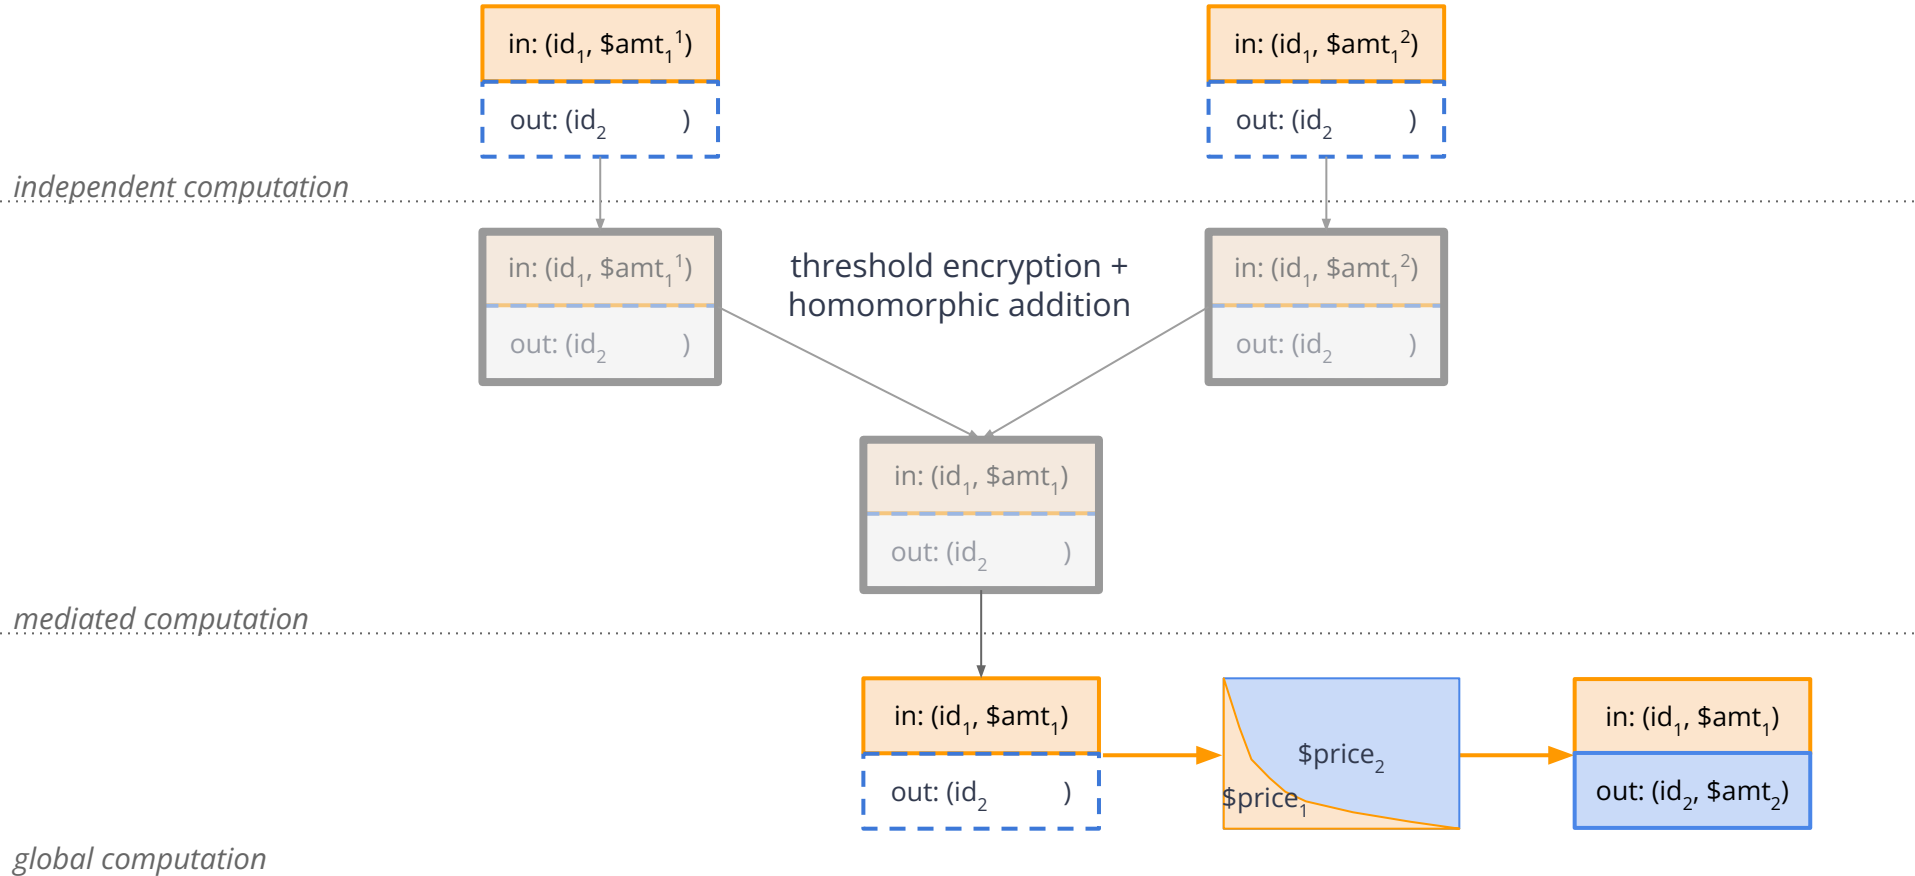 in: (id₁, $amt₁¹)
in: (id₁, $amt₁²)
out: (id₂ )
out: (id₂ )
independent computation
in: (id₁, $amt₁¹)
threshold encryption +
homomorphic addition
in: (id₁, $amt₁²)
out: (id₂ )
out: (id₂ )
in: (id₁, $amt₁)
out: (id₂ )
mediated computation
in: (id₁, $amt₁)
$price₂
in: (id₁, $amt₁)
out: (id₂ )
$price₁
out: (id₂, $amt₂)
global computation